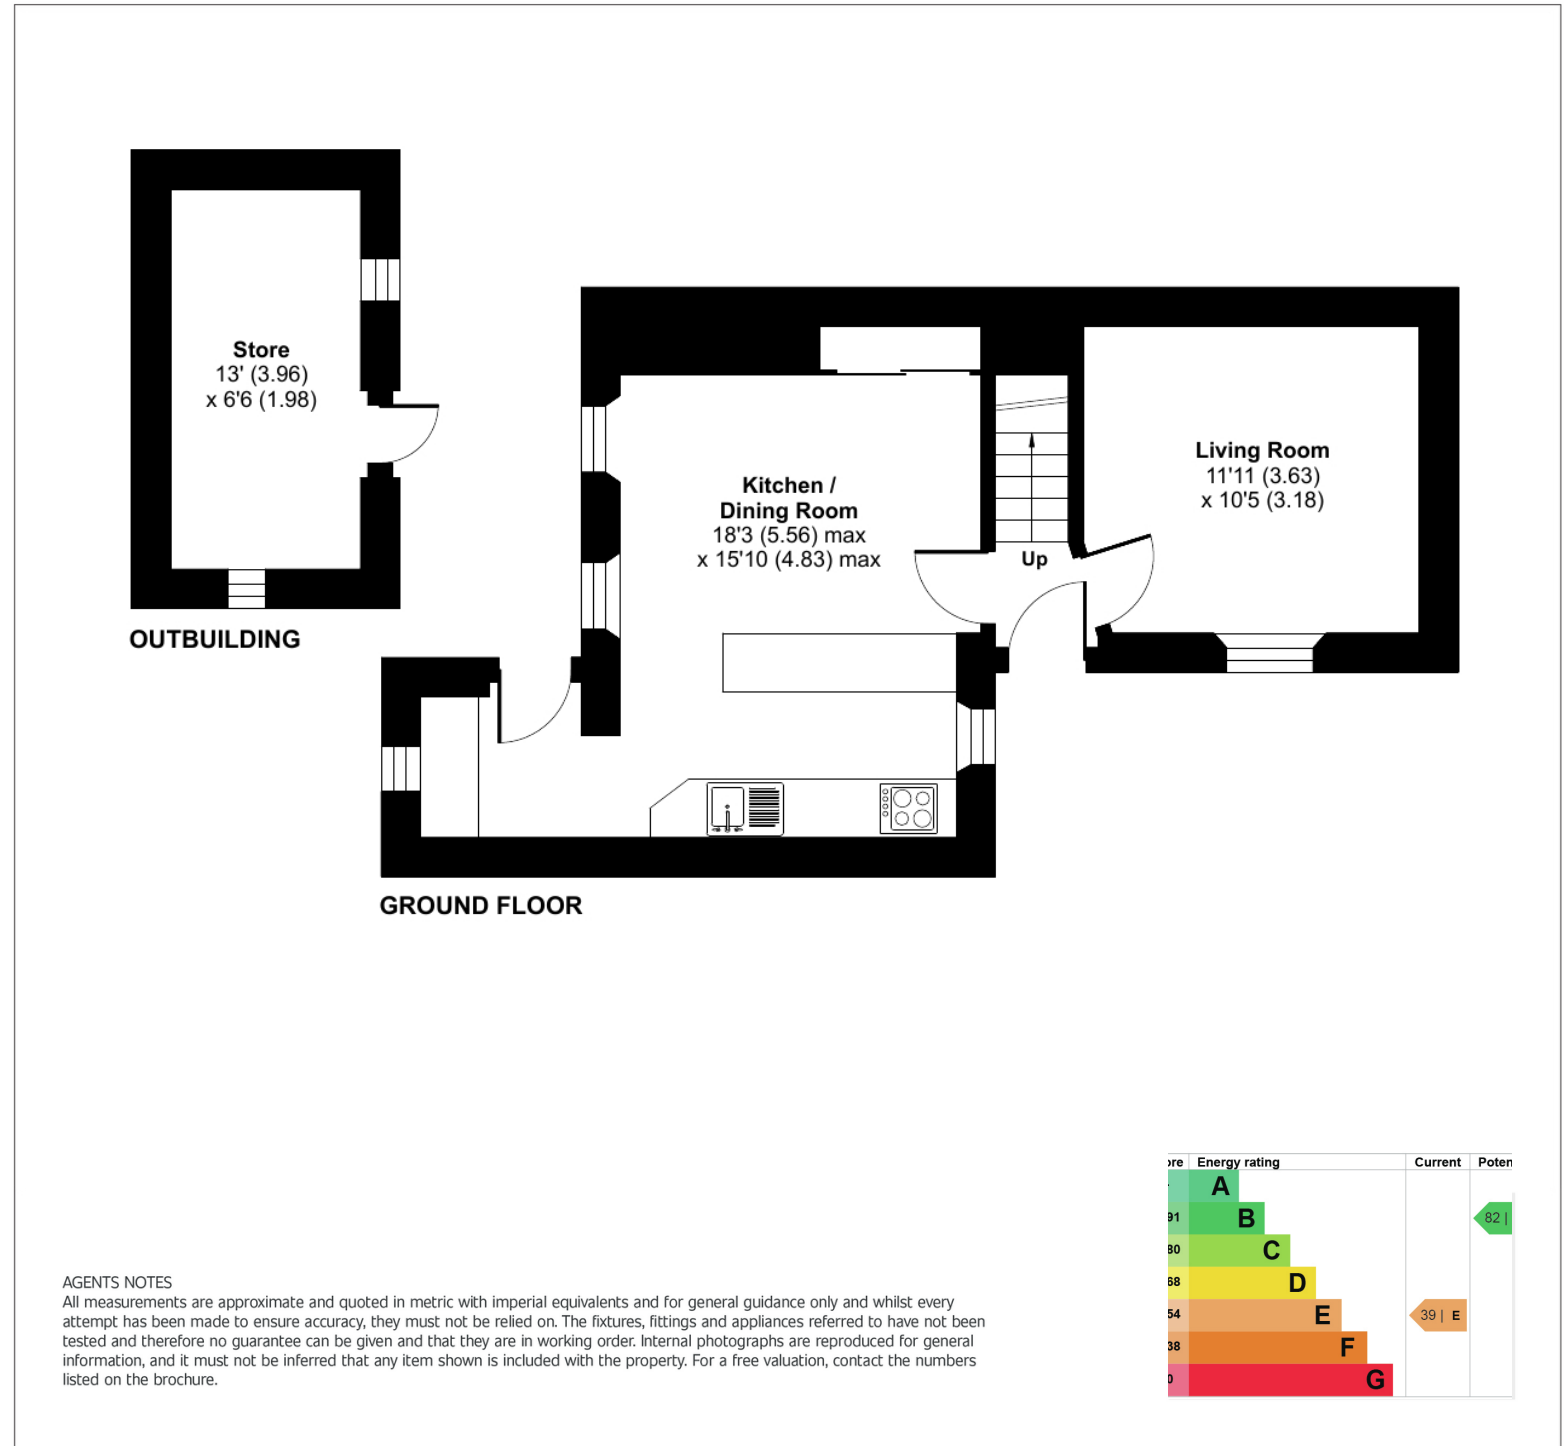 Store
13' (3.96)
x 6'6 (1.98)
OUTBUILDING
Kitchen /
Dining Room
18'3 (5.56) max
x 15'10 (4.83) max
Up
Living Room
11'11 (3.63)
x 10'5 (3.18)
GROUND FLOOR
ore Energy rating Current Poten
A
91 B 82 |
80 C
68 D
54 E 39 | E
38 F
0 G
AGENTS NOTES
All measurements are approximate and quoted in metric with imperial equivalents and for general guidance only and whilst every
attempt has been made to ensure accuracy, they must not be relied on. The fixtures, fittings and appliances referred to have not been
tested and therefore no guarantee can be given and that they are in working order. Internal photographs are reproduced for general
information, and it must not be inferred that any item shown is included with the property. For a free valuation, contact the numbers
listed on the brochure.